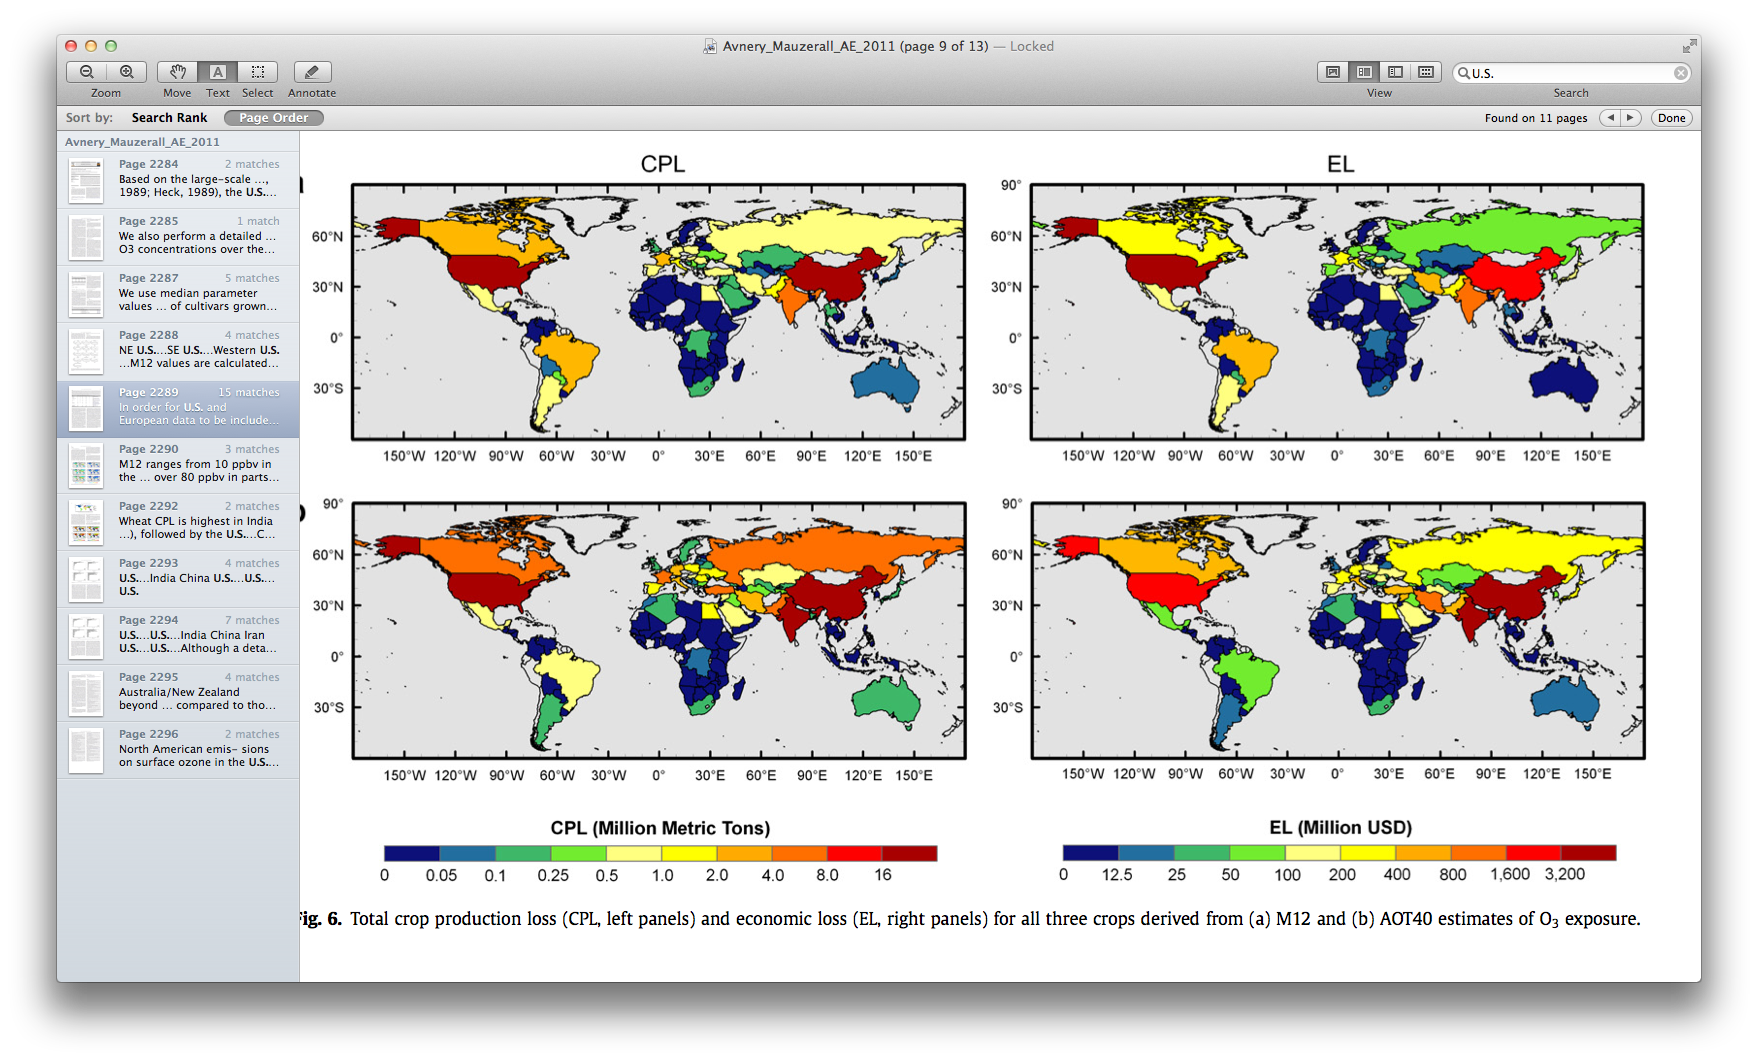 Avnery_Mauzerall_AE_2011 (page 9 of 13) — Locked
A
U.S.
Zoom
Move
Text
Select
Annotate
View
Search
Sort by:
Search Rank
Page Order
Found on 11 pages
Done
Avnery_Mauzerall_AE_2011
Page 2284 2 matches
Based on the large-scale ...,
1989; Heck, 1989), the U.S....
Page 2285 1 match
We also perform a detailed ...
O3 concentrations over the...
Page 2287 5 matches
We use median parameter
values ... of cultivars grown...
Page 2288 4 matches
NE U.S....SE U.S....Western U.S.
...M12 values are calculated...
Page 2289 15 matches
In order for U.S. and
European data to be include...
Page 2290 3 matches
M12 ranges from 10 ppbv in
the ... over 80 ppbv in parts...
Page 2292 2 matches
Wheat CPL is highest in India
...), followed by the U.S....C...
Page 2293 4 matches
U.S....India China U.S....U.S....
U.S.
Page 2294 7 matches
U.S....U.S....India China Iran
U.S....U.S....Although a deta...
Page 2295 4 matches
Australia/New Zealand
beyond ... compared to tho...
Page 2296 2 matches
North American emis- sions
on surface ozone in the U.S....
CPL
60°N
30°N
0°
30°S
150°W 120°W 90°W 60°W 30°W 0° 30°E 60°E 90°E 120°E 150°E
EL
90°
60°N
30°N
0°
30°S
150°W 120°W 90°W 60°W 30°W 0° 30°E 60°E 90°E 120°E 150°E
90°
60°N
30°N
0°
30°S
150°W 120°W 90°W 60°W 30°W 0° 30°E 60°E 90°E 120°E 150°E
90°
60°N
30°N
0°
30°S
150°W 120°W 90°W 60°W 30°W 0° 30°E 60°E 90°E 120°E 150°E
CPL (Million Metric Tons)
0 0.05 0.1 0.25 0.5 1.0 2.0 4.0 8.0 16
EL (Million USD)
0 12.5 25 50 100 200 400 800 1,600 3,200
Fig. 6. Total crop production loss (CPL, left panels) and economic loss (EL, right panels) for all three crops derived from (a) M12 and (b) AOT40 estimates of O3 exposure.